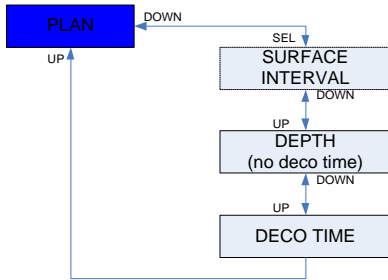 PLAN
DOWN
UP
SEL
SURFACE
INTERVAL
DOWN
UP
DEPTH
(no deco time)
DOWN
UP
DECO TIME